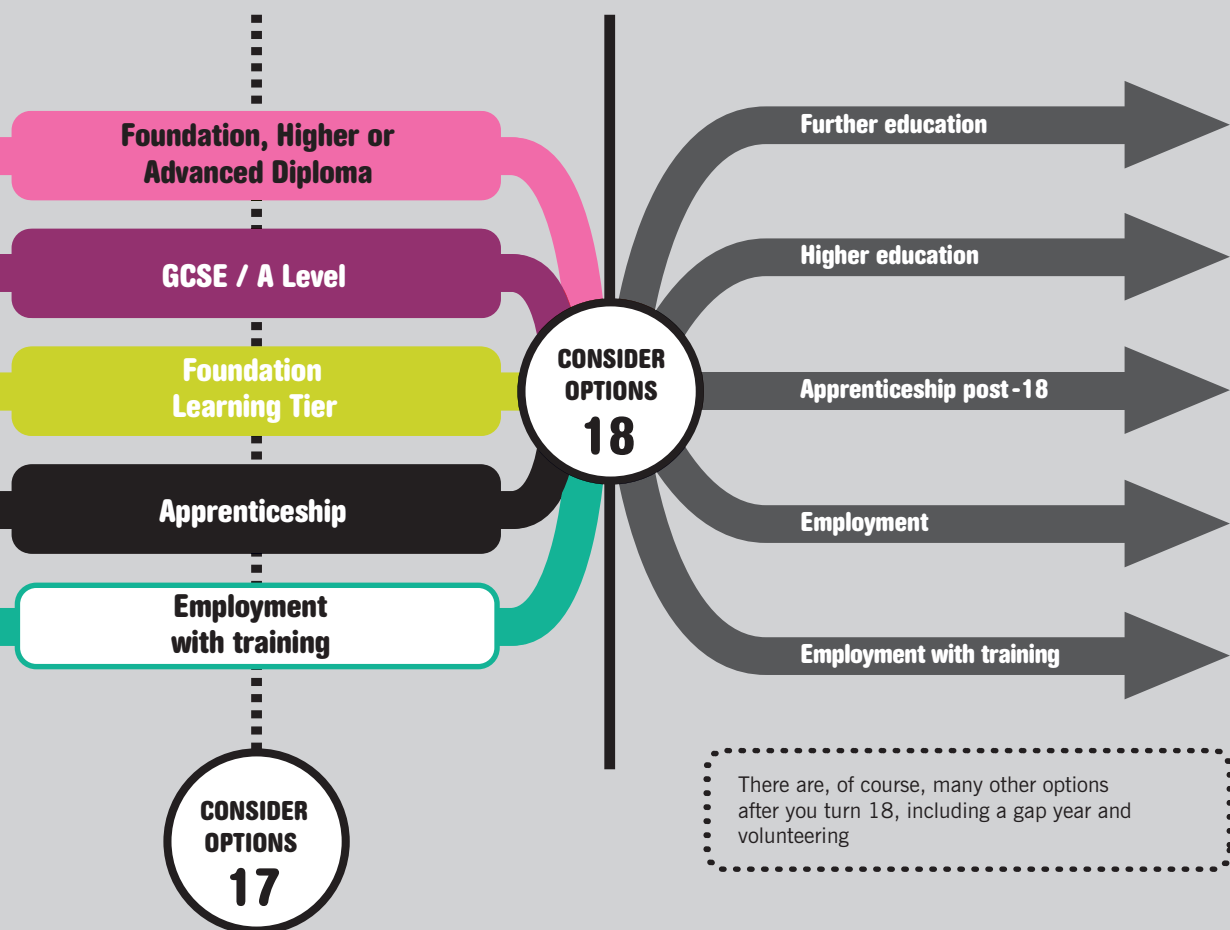 Foundation, Higher or
Advanced Diploma
GCSE / A Level
Foundation
Learning Tier
Apprenticeship
Employment
with training
CONSIDER
OPTIONS
17
CONSIDER
OPTIONS
18
Further education
Higher education
Apprenticeship post-18
Employment
Employment with training
There are, of course, many other options
after you turn 18, including a gap year and
volunteering